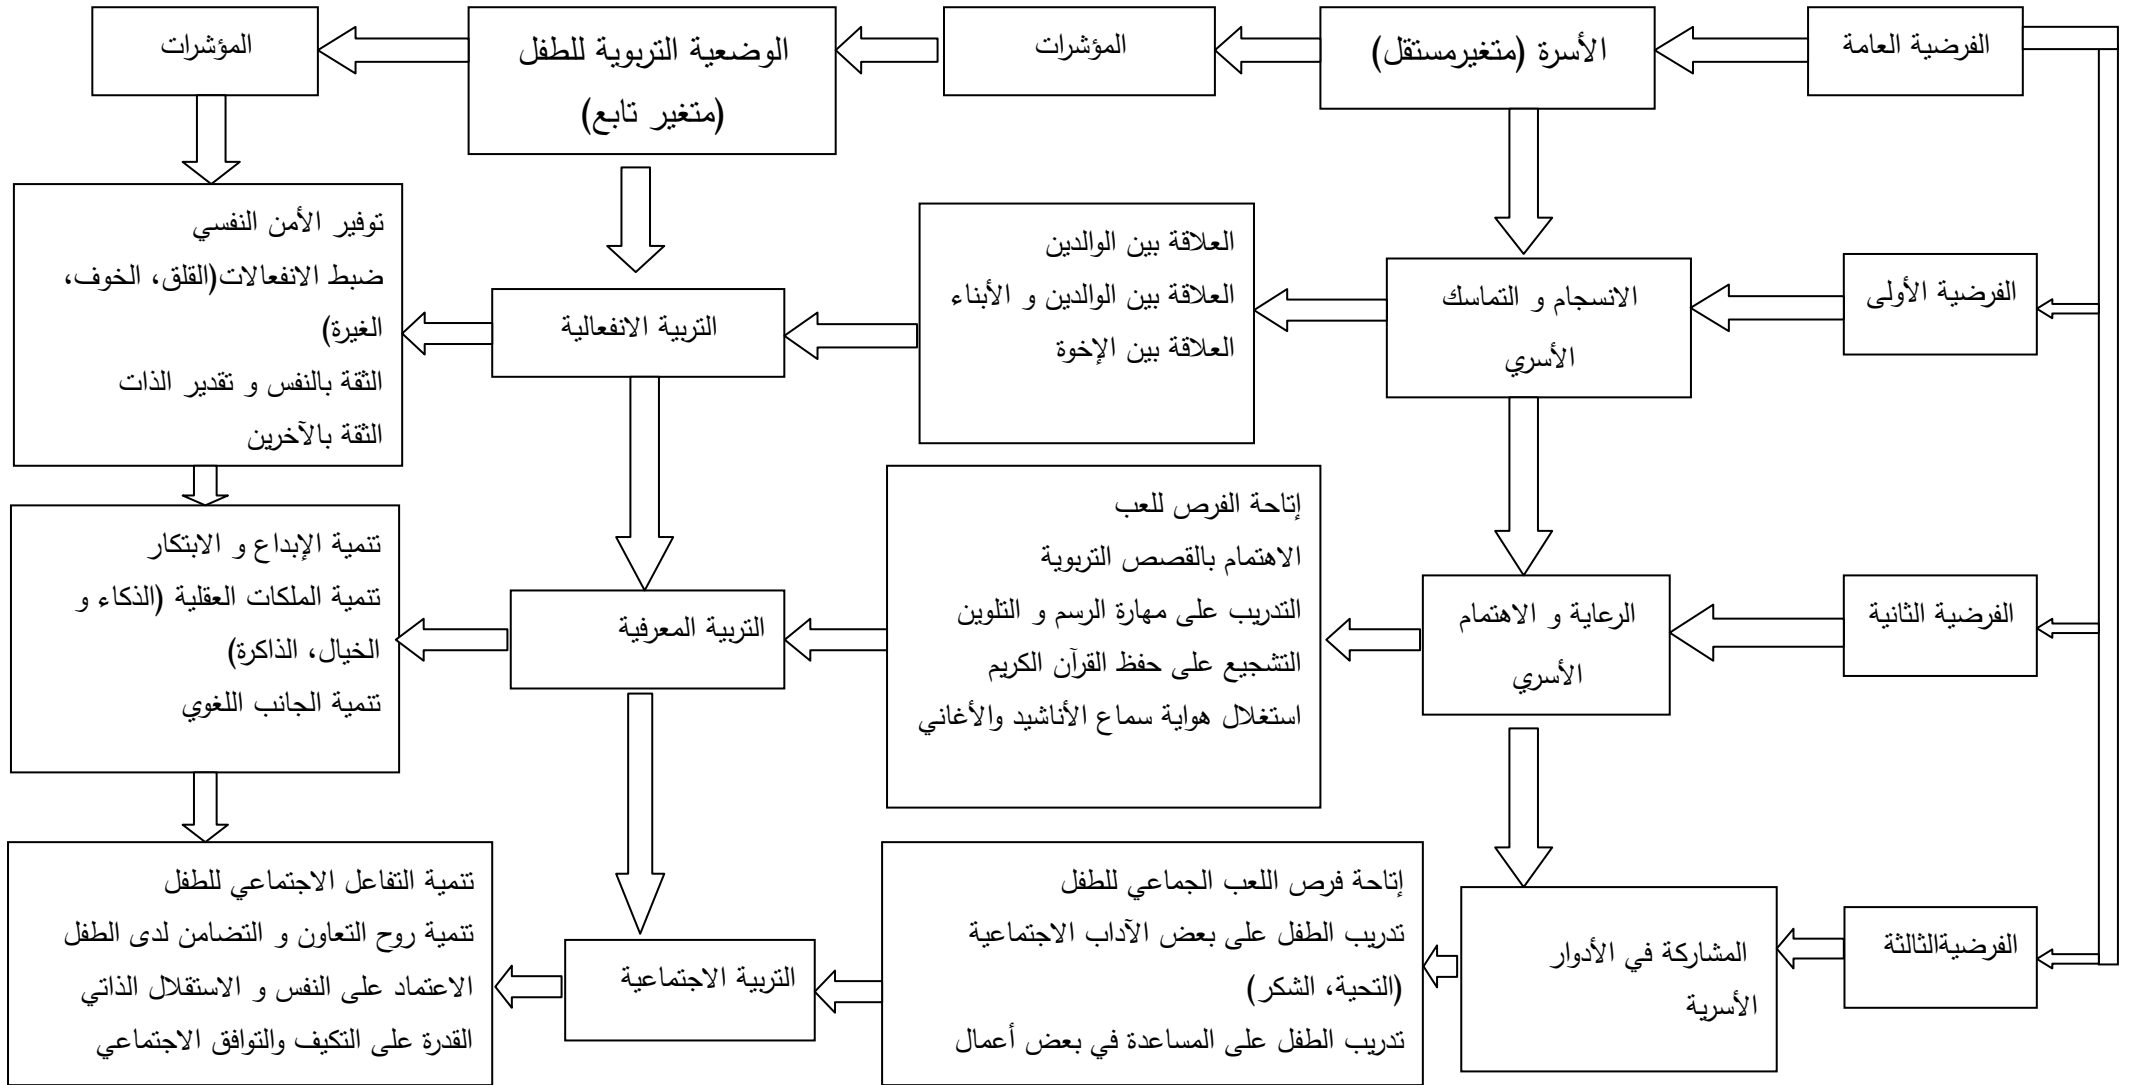 الفرضية العامة
الأسرة (متغيرمستقل)
المؤشرات
الوضعية التربوية للطفل
(متغير تابع)
المؤشرات
الفرضية الأولى
الانسجام و التماسك
الأسري
العلاقة بين الوالدين
العلاقة بين الوالدين و الأبناء
العلاقة بين الإخوة
التربية الانفعالية
توفير الأمن النفسي
ضبط الانفعالات(القلق، الخوف،
الغيرة)
الثقة بالنفس و تقدير الذات
الثقة بالآخرين
الفرضية الثانية
الرعاية و الاهتمام
الأسري
إتاحة الفرص للعب
الاهتمام بالقصص التربوية
التدريب على مهارة الرسم و التلوين
التشجيع على حفظ القرآن الكريم
استغلال هواية سماع الأناشيد والأغاني
التربية المعرفية
تنمية الإبداع و الابتكار
تنمية الملكات العقلية (الذكاء و
الخيال، الذاكرة)
تنمية الجانب اللغوي
الفرضيةالثالثة
المشاركة في الأدوار
الأسرية
إتاحة فرص اللعب الجماعي للطفل
تدريب الطفل على بعض الآداب الاجتماعية
(التحية، الشكر)
تدريب الطفل على المساعدة في بعض أعمال
التربية الاجتماعية
تنمية التفاعل الاجتماعي للطفل
تنمية روح التعاون و التضامن لدى الطفل
الاعتماد على النفس و الاستقلال الذاتي
القدرة على التكيف والتوافق الاجتماعي